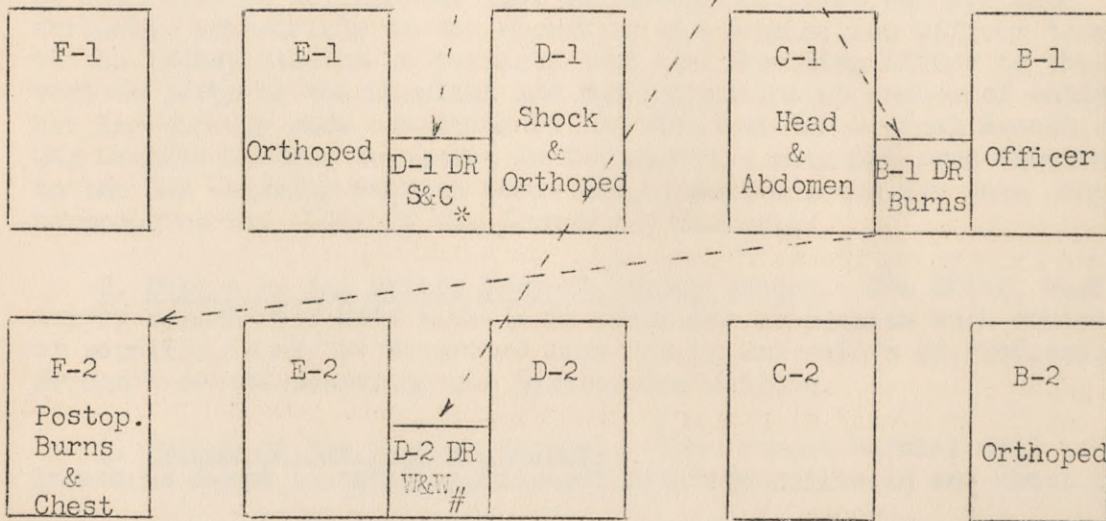 F-1
E-1
Orthoped
D-1 DR
S&C*
D-1
Shock
&
Orthoped
C-1
Head
&
Abdomen
B-1 DR
Burns
B-1
Officer
F-2
Postop.
Burns
&
Chest
E-2
D-2 DR
W&W#
D-2
C-2
B-2
Orthoped